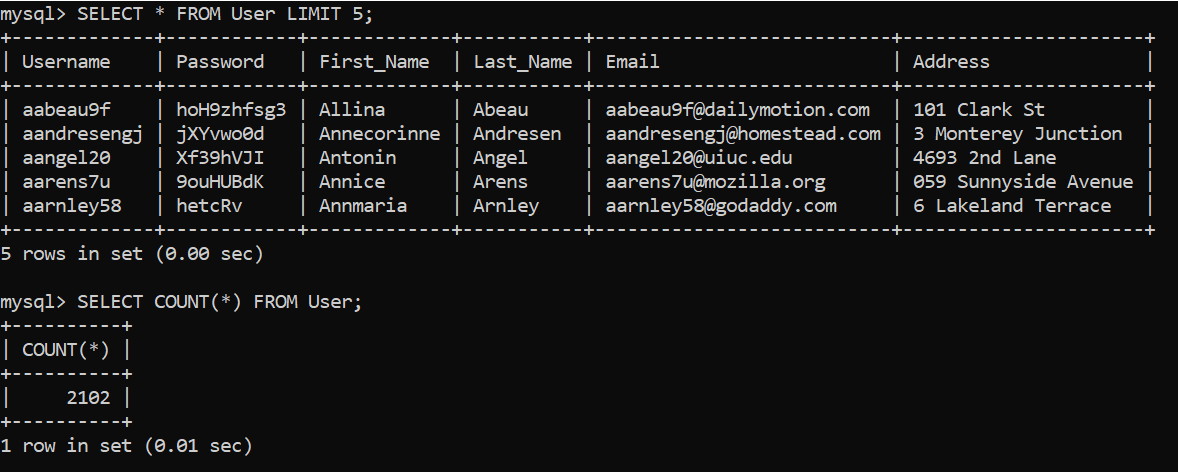 mysql> SELECT * FROM User LIMIT 5;
+-------------+------------+-------------+-----------+---------------------------+----------------------+
| Username    | Password   | First_Name  | Last_Name | Email                     | Address              |
+-------------+------------+-------------+-----------+---------------------------+----------------------+
| aabeau9f    | hoH9zhfsg3 | Allina      | Abeau     | aabeau9f@dailymotion.com  | 101 Clark St         |
| aandresengj | jXYvwo0d   | Annecorinne | Andresen  | aandresengj@homestead.com | 3 Monterey Junction  |
| aangel20    | Xf39hVJI   | Antonin     | Angel     | aangel20@uiuc.edu         | 4693 2nd Lane        |
| aarens7u    | 9ouHUBdK   | Annice      | Arens     | aarens7u@mozilla.org      | 059 Sunnyside Avenue |
| aarnley58   | hetcRv     | Annmaria    | Arnley    | aarnley58@godaddy.com     | 6 Lakeland Terrace   |
+-------------+------------+-------------+-----------+---------------------------+----------------------+
5 rows in set (0.00 sec)
mysql> SELECT COUNT(*) FROM User;
+----------+
| COUNT(*) |
+----------+
|     2102 |
+----------+
1 row in set (0.01 sec)